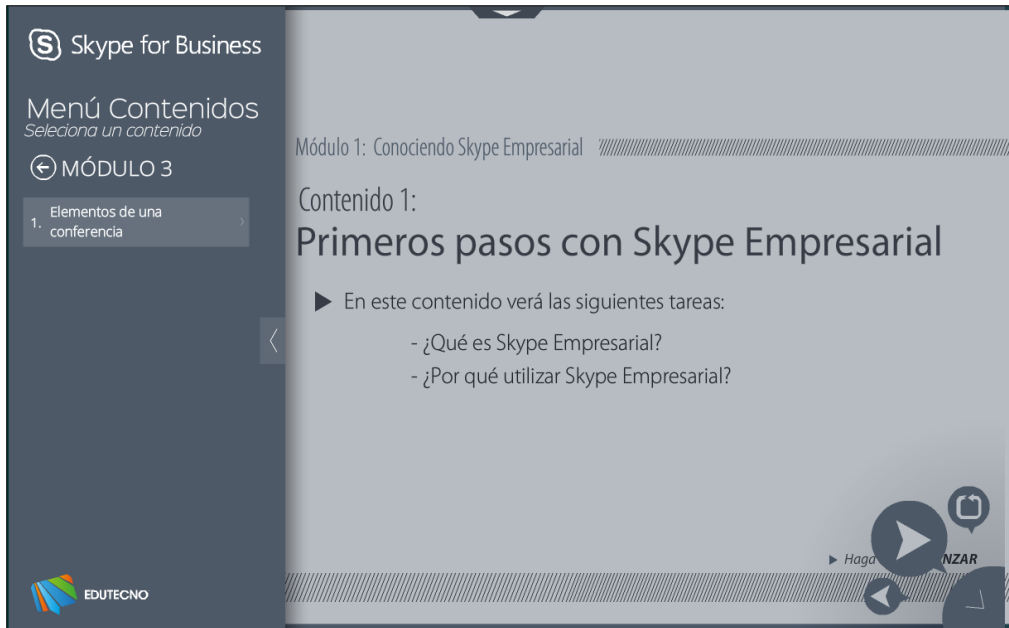 Skype for Business
Menú Contenidos
Seleciona un contenido
MÓDULO 3
1. Elementos de una
conferencia
EDUTECNO
Módulo 1: Conociendo Skype Empresarial
Contenido 1:
Primeros pasos con Skype Empresarial
En este contenido verá las siguientes tareas:
- ¿Qué es Skype Empresarial?
- ¿Por qué utilizar Skype Empresarial?
Haga NZAR